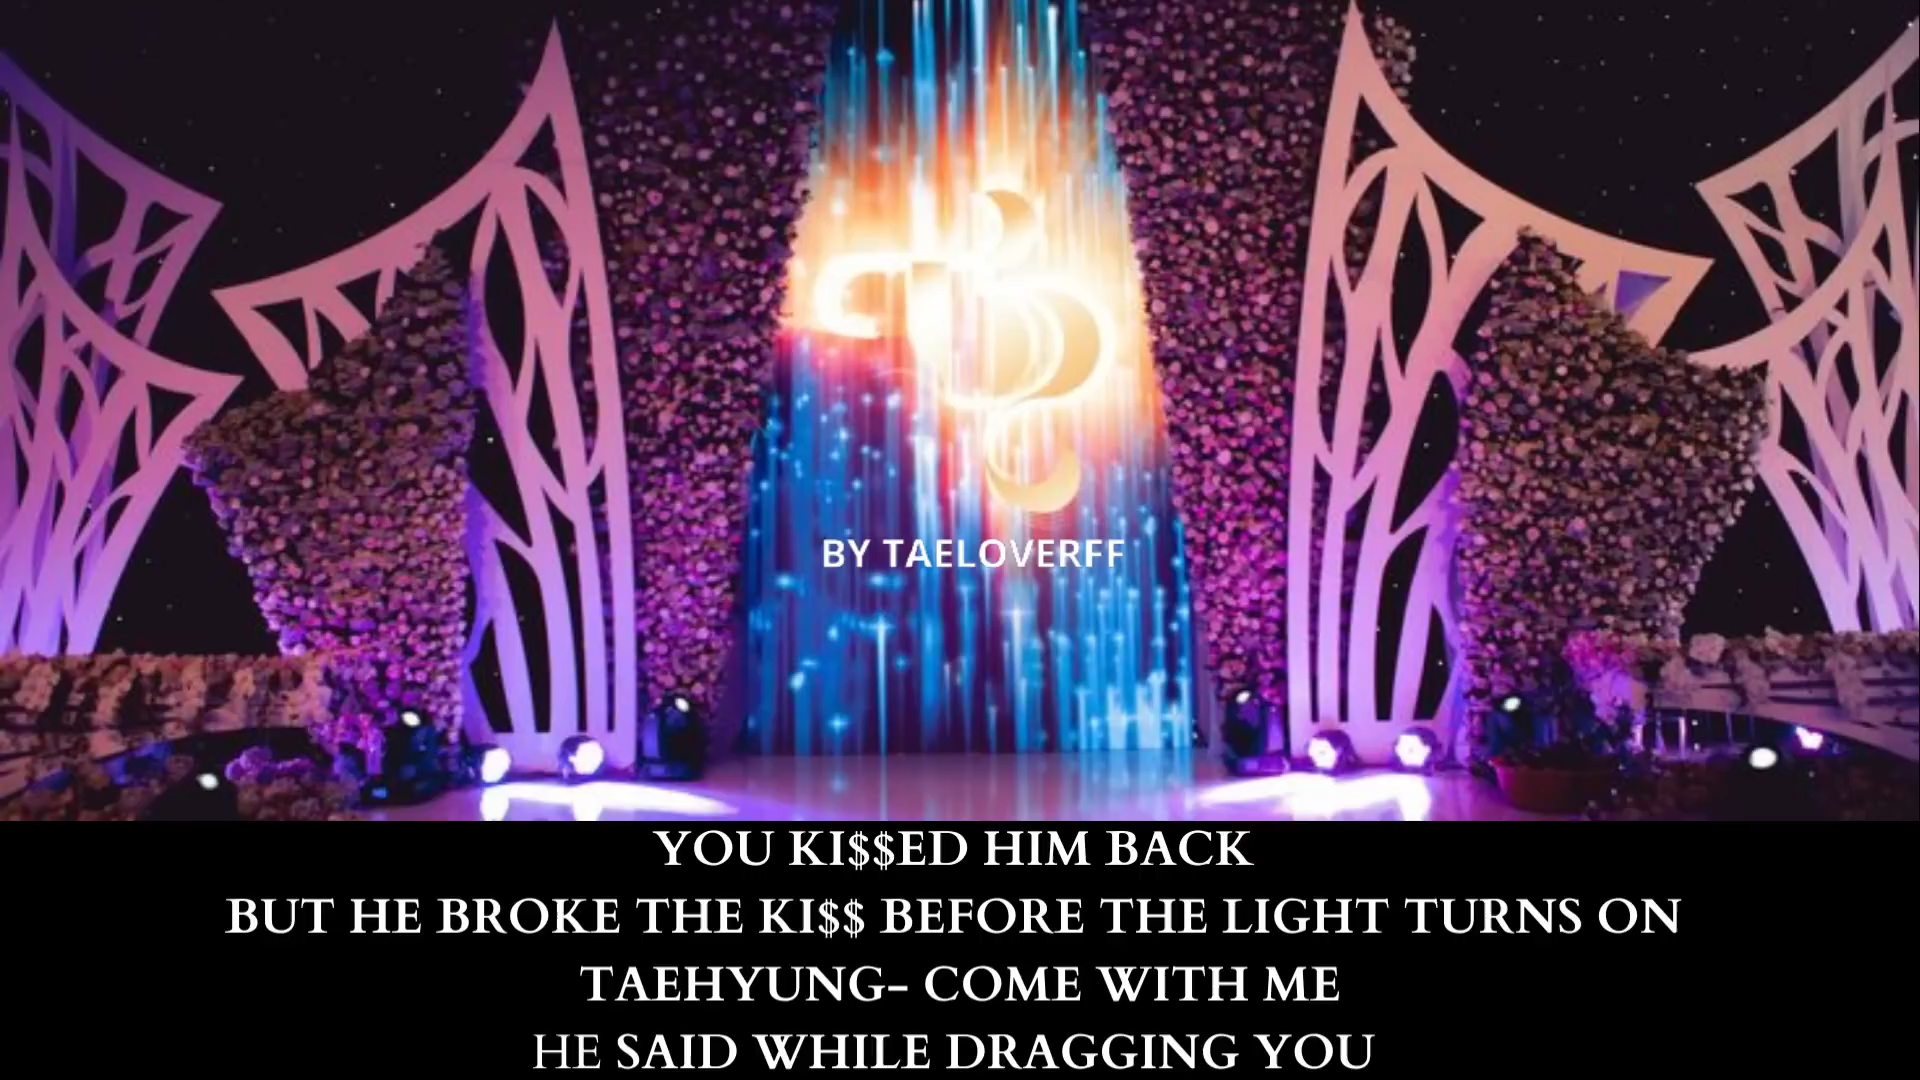 BY TAELOVERFF
YOU KI$$ED HIM BACK
BUT HE BROKE THE KI$$ BEFORE THE LIGHT TURNS ON
TAEHYUNG- COME WITH ME
HE SAID WHILE DRAGGING YOU